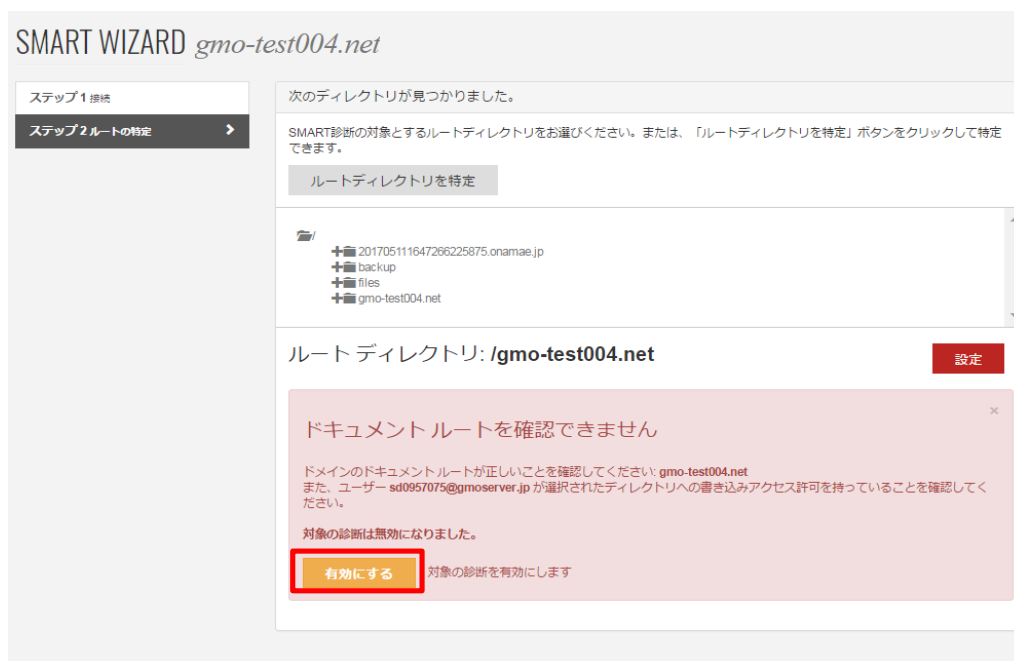 SMART WIZARD gmo-test004.net
ステップ 1 接続
ステップ 2 ルートの特定
次のディレクトリが見つかりました。
SMART診断の対象とするルートディレクトリをお選びください。または、「ルートディレクトリを特定」ボタンをクリックして特定
できます。
ルートディレクトリを特定
/
201705111647266225875.onamae.jp
backup
files
gmo-test004.net
ルート ディレクトリ: /gmo-test004.net
設定
×
ドキュメント ルートを確認できません
ドメインのドキュメント ルートが正しいことを確認してください: gmo-test004.net
また、ユーザー sd0957075@gmoserver.jp が選択されたディレクトリへの書き込みアクセス許可を持っていることを確認してく
ださい。
対象の診断は無効になりました。
有効にする 対象の診断を有効にします